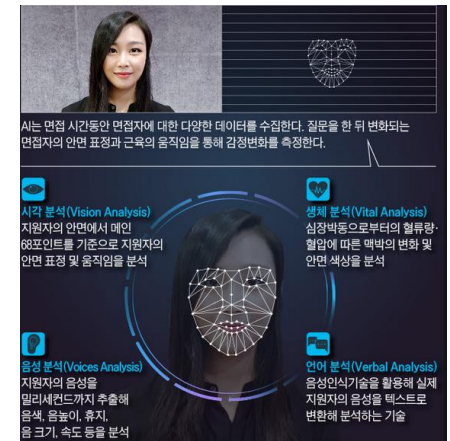 AI는 면접 시간동안 면접자에 대한 다양한 데이터를 수집한다. 질문을 한 뒤 변화되는
면접자의 안면 표정과 근육의 움직임을 통해 감정변화를 측정한다.
시각 분석(Vision Analysis)
지원자의 안면에서 메인
68포인트를 기준으로 지원자의
안면 표정 및 움직임을 분석
생체 분석(Vital Analysis)
심장박동으로부터의 혈류량·
혈압에 따른 맥박의 변화 및
안면 색상을 분석
음성 분석(Voices Analysis)
지원자의 음성을
밀리세컨드까지 추출해
음색, 음높이, 휴지,
음 크기, 속도 등을 분석
언어 분석(Verbal Analysis)
음성인식기술을 활용해 실제
지원자의 음성을 텍스트로
변환해 분석하는 기술